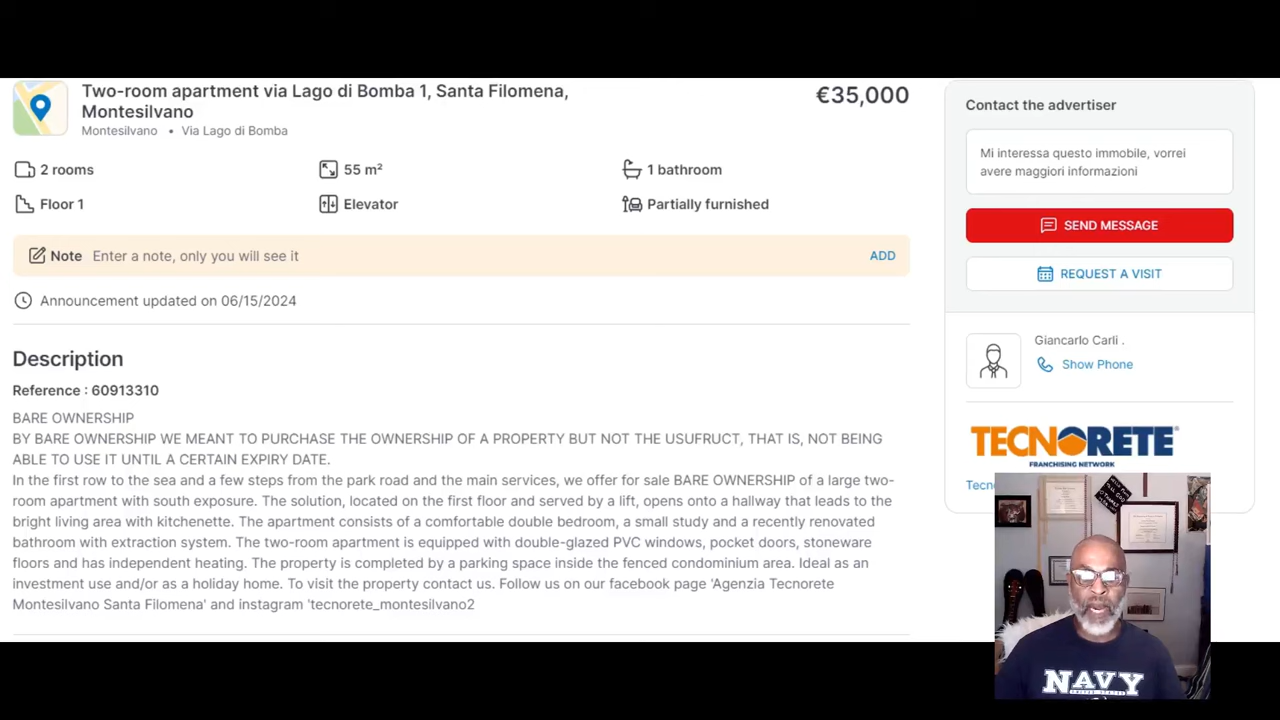 Two-room apartment via Lago di Bomba 1, Santa Filomena,
Montesilvano
Montesilvano • Via Lago di Bomba
€35,000
2 rooms
55 m²
1 bathroom
Floor 1
Elevator
Partially furnished
Note Enter a note, only you will see it
ADD
Announcement updated on 06/15/2024
Description
Reference : 60913310
BARE OWNERSHIP
BY BARE OWNERSHIP WE MEANT TO PURCHASE THE OWNERSHIP OF A PROPERTY BUT NOT THE USUFRUCT, THAT IS, NOT BEING
ABLE TO USE IT UNTIL A CERTAIN EXPIRY DATE.
In the first row to the sea and a few steps from the park road and the main services, we offer for sale BARE OWNERSHIP of a large two-
room apartment with south exposure. The solution, located on the first floor and served by a lift, opens onto a hallway that leads to the
bright living area with kitchenette. The apartment consists of a comfortable double bedroom, a small study and a recently renovated
bathroom with extraction system. The two-room apartment is equipped with double-glazed PVC windows, pocket doors, stoneware
floors and has independent heating. The property is completed by a parking space inside the fenced condominium area. Ideal as an
investment use and/or as a holiday home. To visit the property contact us. Follow us on our facebook page 'Agenzia Tecnorete
Montesilvano Santa Filomena' and instagram 'tecnorete_montesilvano2
Contact the advertiser
Mi interessa questo immobile, vorrei
avere maggiori informazioni
SEND MESSAGE
REQUEST A VISIT
Giancarlo Carli .
Show Phone
TECNORETE
FRANCHISING NETWORK
Tecno
NAVY